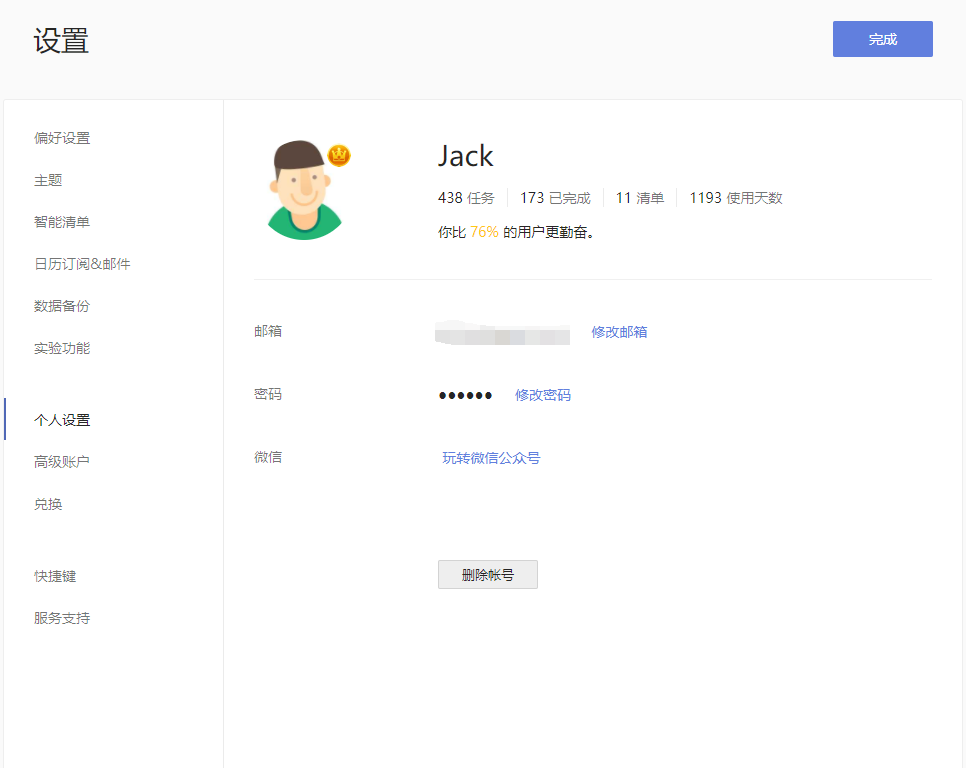 设置
完成
偏好设置
主题
智能清单
日历订阅&邮件
数据备份
实验功能
个人设置
高级账户
兑换
快捷键
服务支持
Jack
438 任务 173 已完成 11 清单 1193 使用天数
你比 76% 的用户更勤奋。
邮箱 修改邮箱
密码 ●●●●●● 修改密码
微信 玩转微信公众号
删除帐号